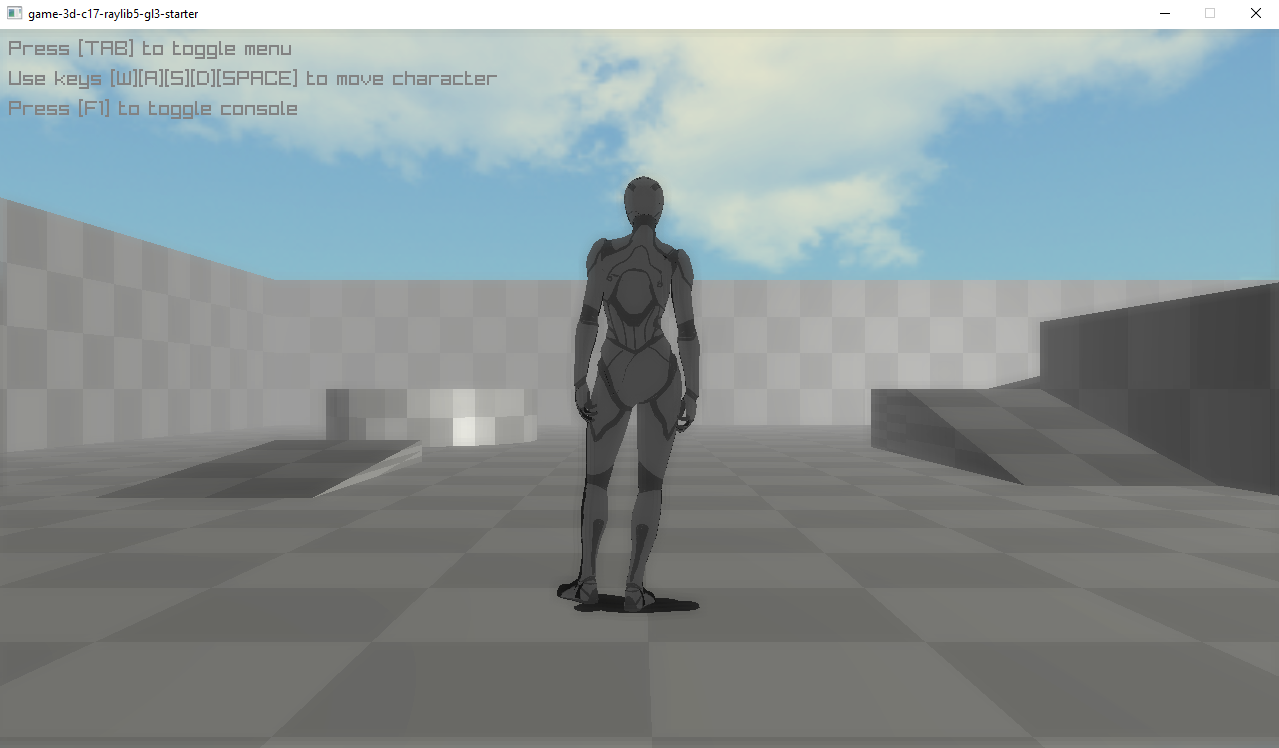 game-3d-c17-raylib5-gl3-starter
Press [TAB] to toggle menu
Use keys [W][A][S][D][SPACE] to move character
Press [F1] to toggle console